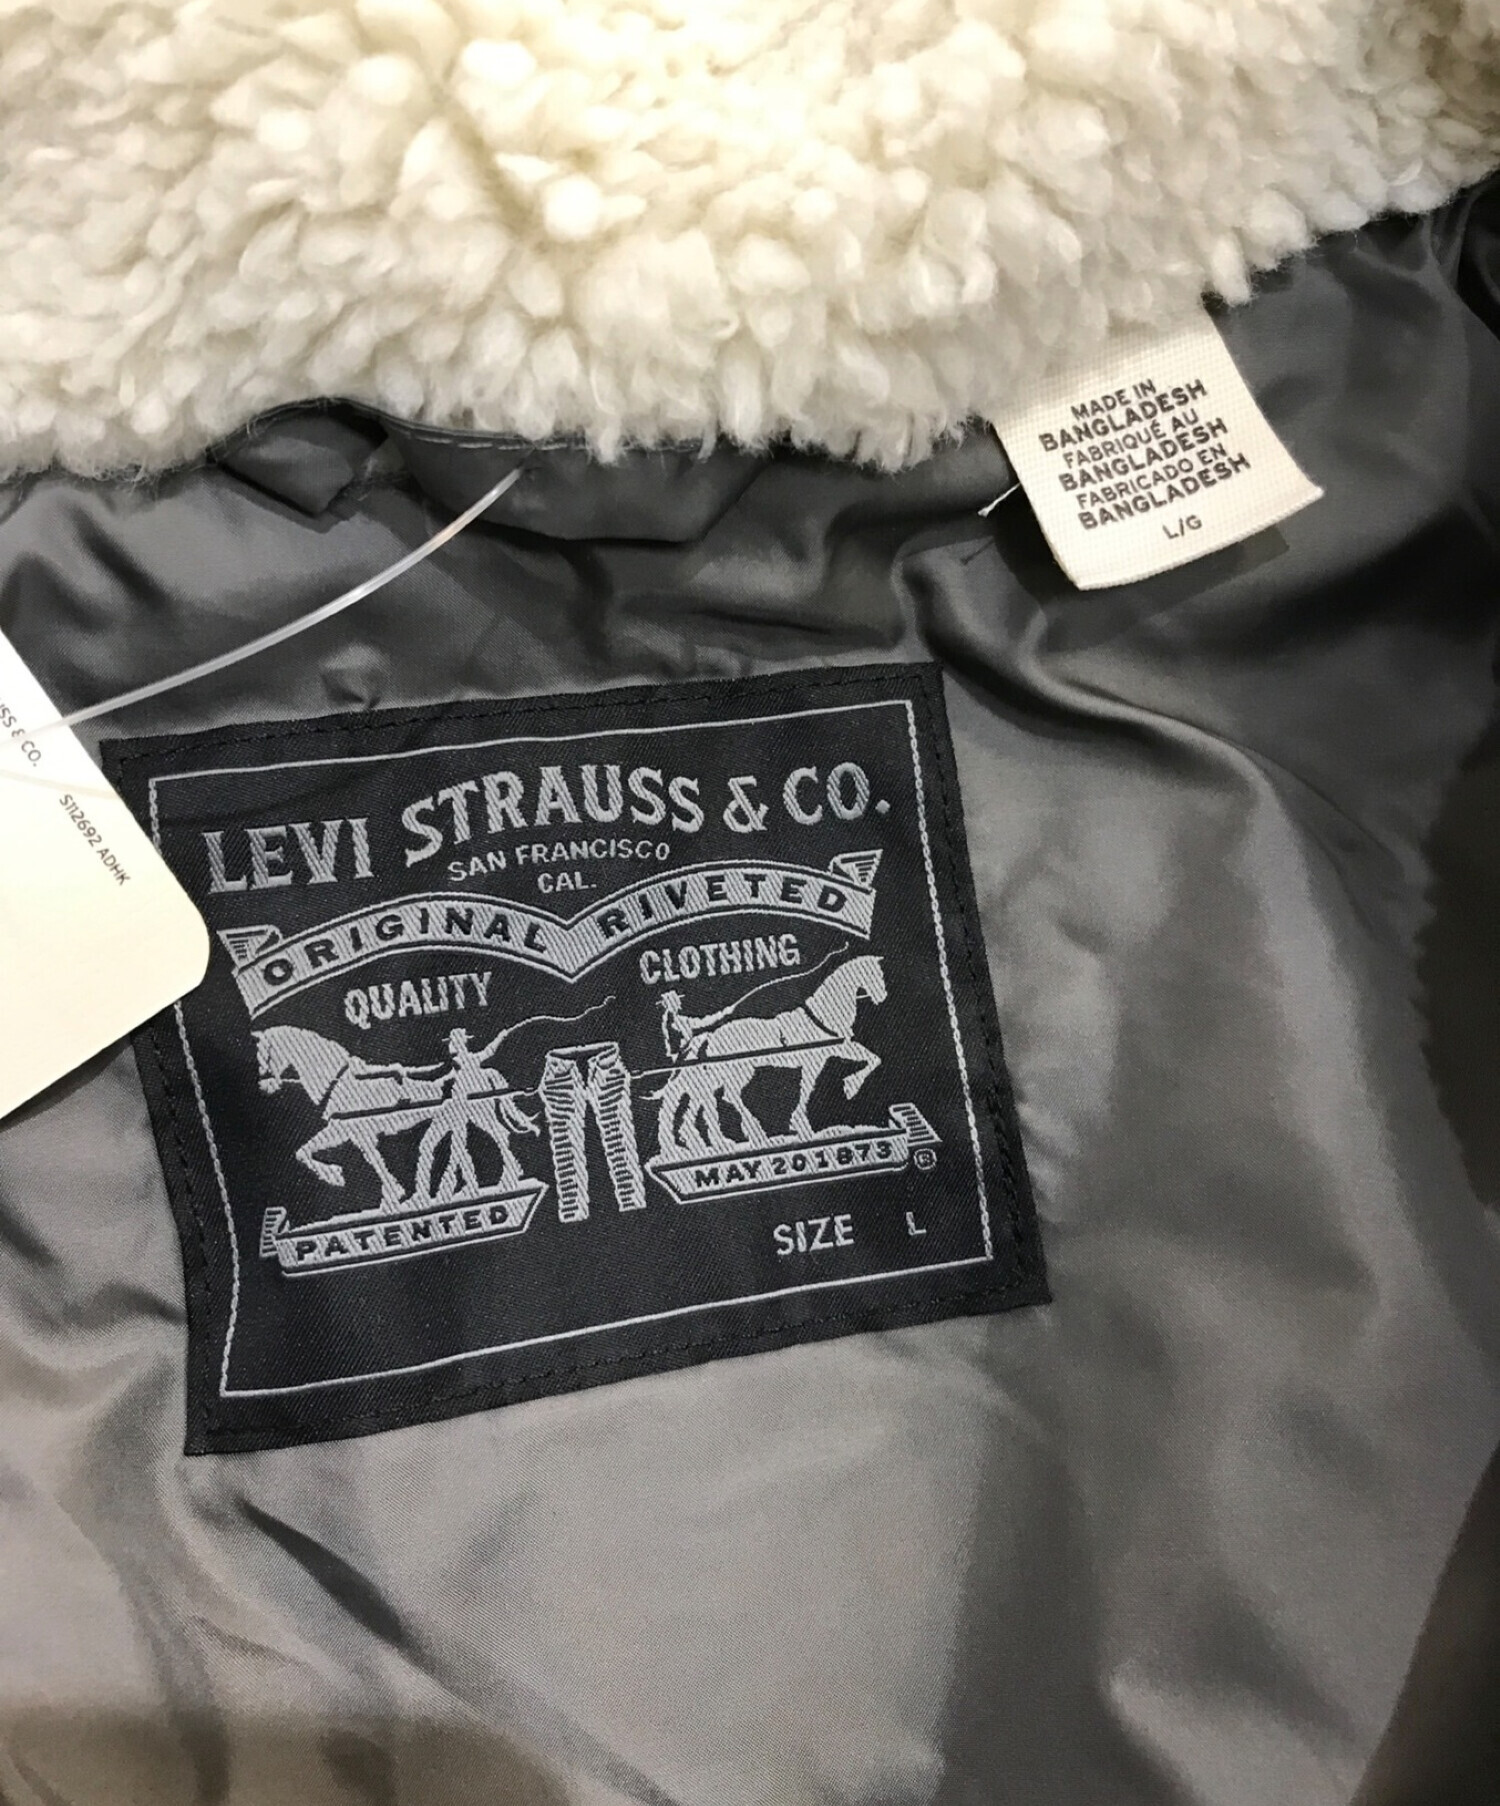 MADE IN
BANGLADESH
FABRIQUÉ AU
BANGLADESH
FABRICADO EN
BANGLADESH
L/G
& CO.
S112692 ADHK
LEVI STRAUSS & CO.
SAN FRANCISCO
CAL.
ORIGINAL RIVETED
QUALITY CLOTHING
PATENTED MAY 20 1873 ®
SIZE L